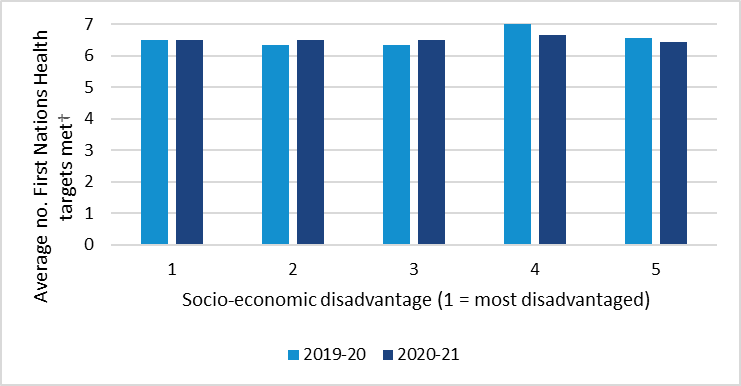 Average no. First Nations Health
targets met†
7
6
5
4
3
2
1
0
1 2 3 4 5
Socio-economic disadvantage (1 = most disadvantaged)
2019-20 2020-21